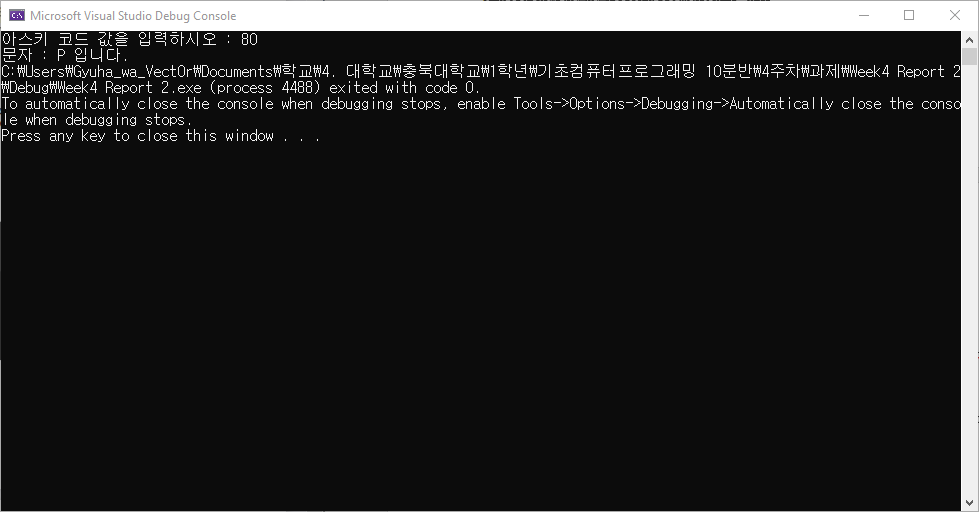 Microsoft Visual Studio Debug Console
아스키 코드 값을 입력하시오 : 80
문자 : P 입니다.
C:₩Users₩Gyuha_wa_VectOr₩Documents₩학교₩4. 대학교₩충북대학교₩1학년₩기초컴퓨터프로그래밍 10분반₩4주차₩과제₩Week4 Report 2
₩Debug₩Week4 Report 2.exe (process 4488) exited with code 0.
To automatically close the console when debugging stops, enable Tools->Options->Debugging->Automatically close the conso
le when debugging stops.
Press any key to close this window . . .